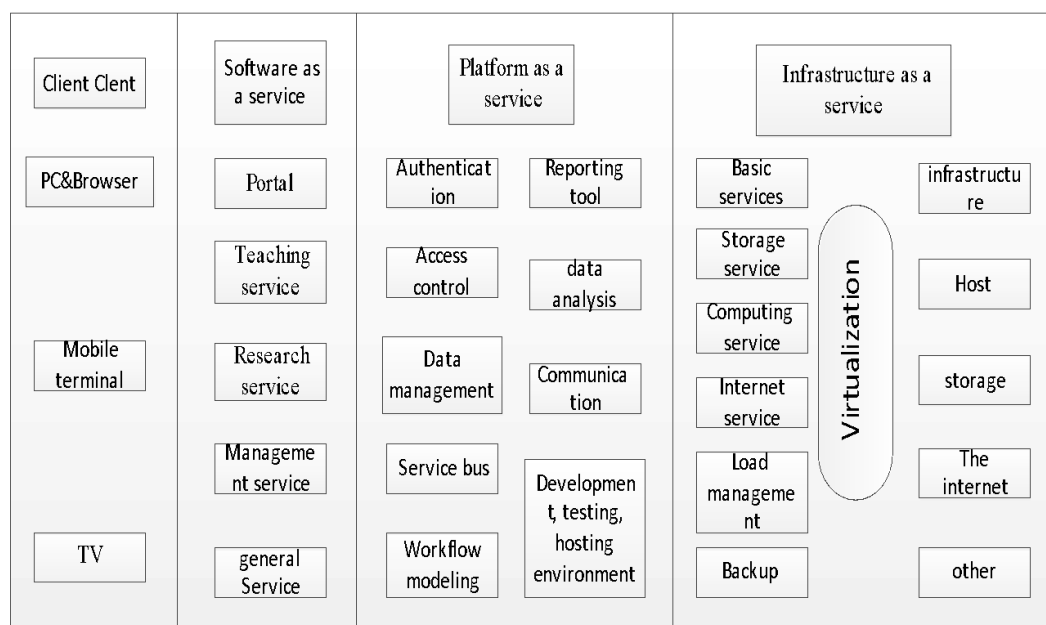 Client Clent
Software as
a service
Platform as a
service
Infrastructure as a
service
PC&Browser
Mobile
terminal
TV
Portal
Teaching
service
Research
service
Manageme
nt service
general
Service
Authenticat
ion
Access
control
Data
management
Service bus
Workflow
modeling
Reporting
tool
data
analysis
Communica
tion
Developmen
t, testing,
hosting
environment
Basic
services
Storage
service
Computing
service
Internet
service
Load
manageme
nt
Backup
Virtualization
infrastructu
re
Host
storage
The
internet
other